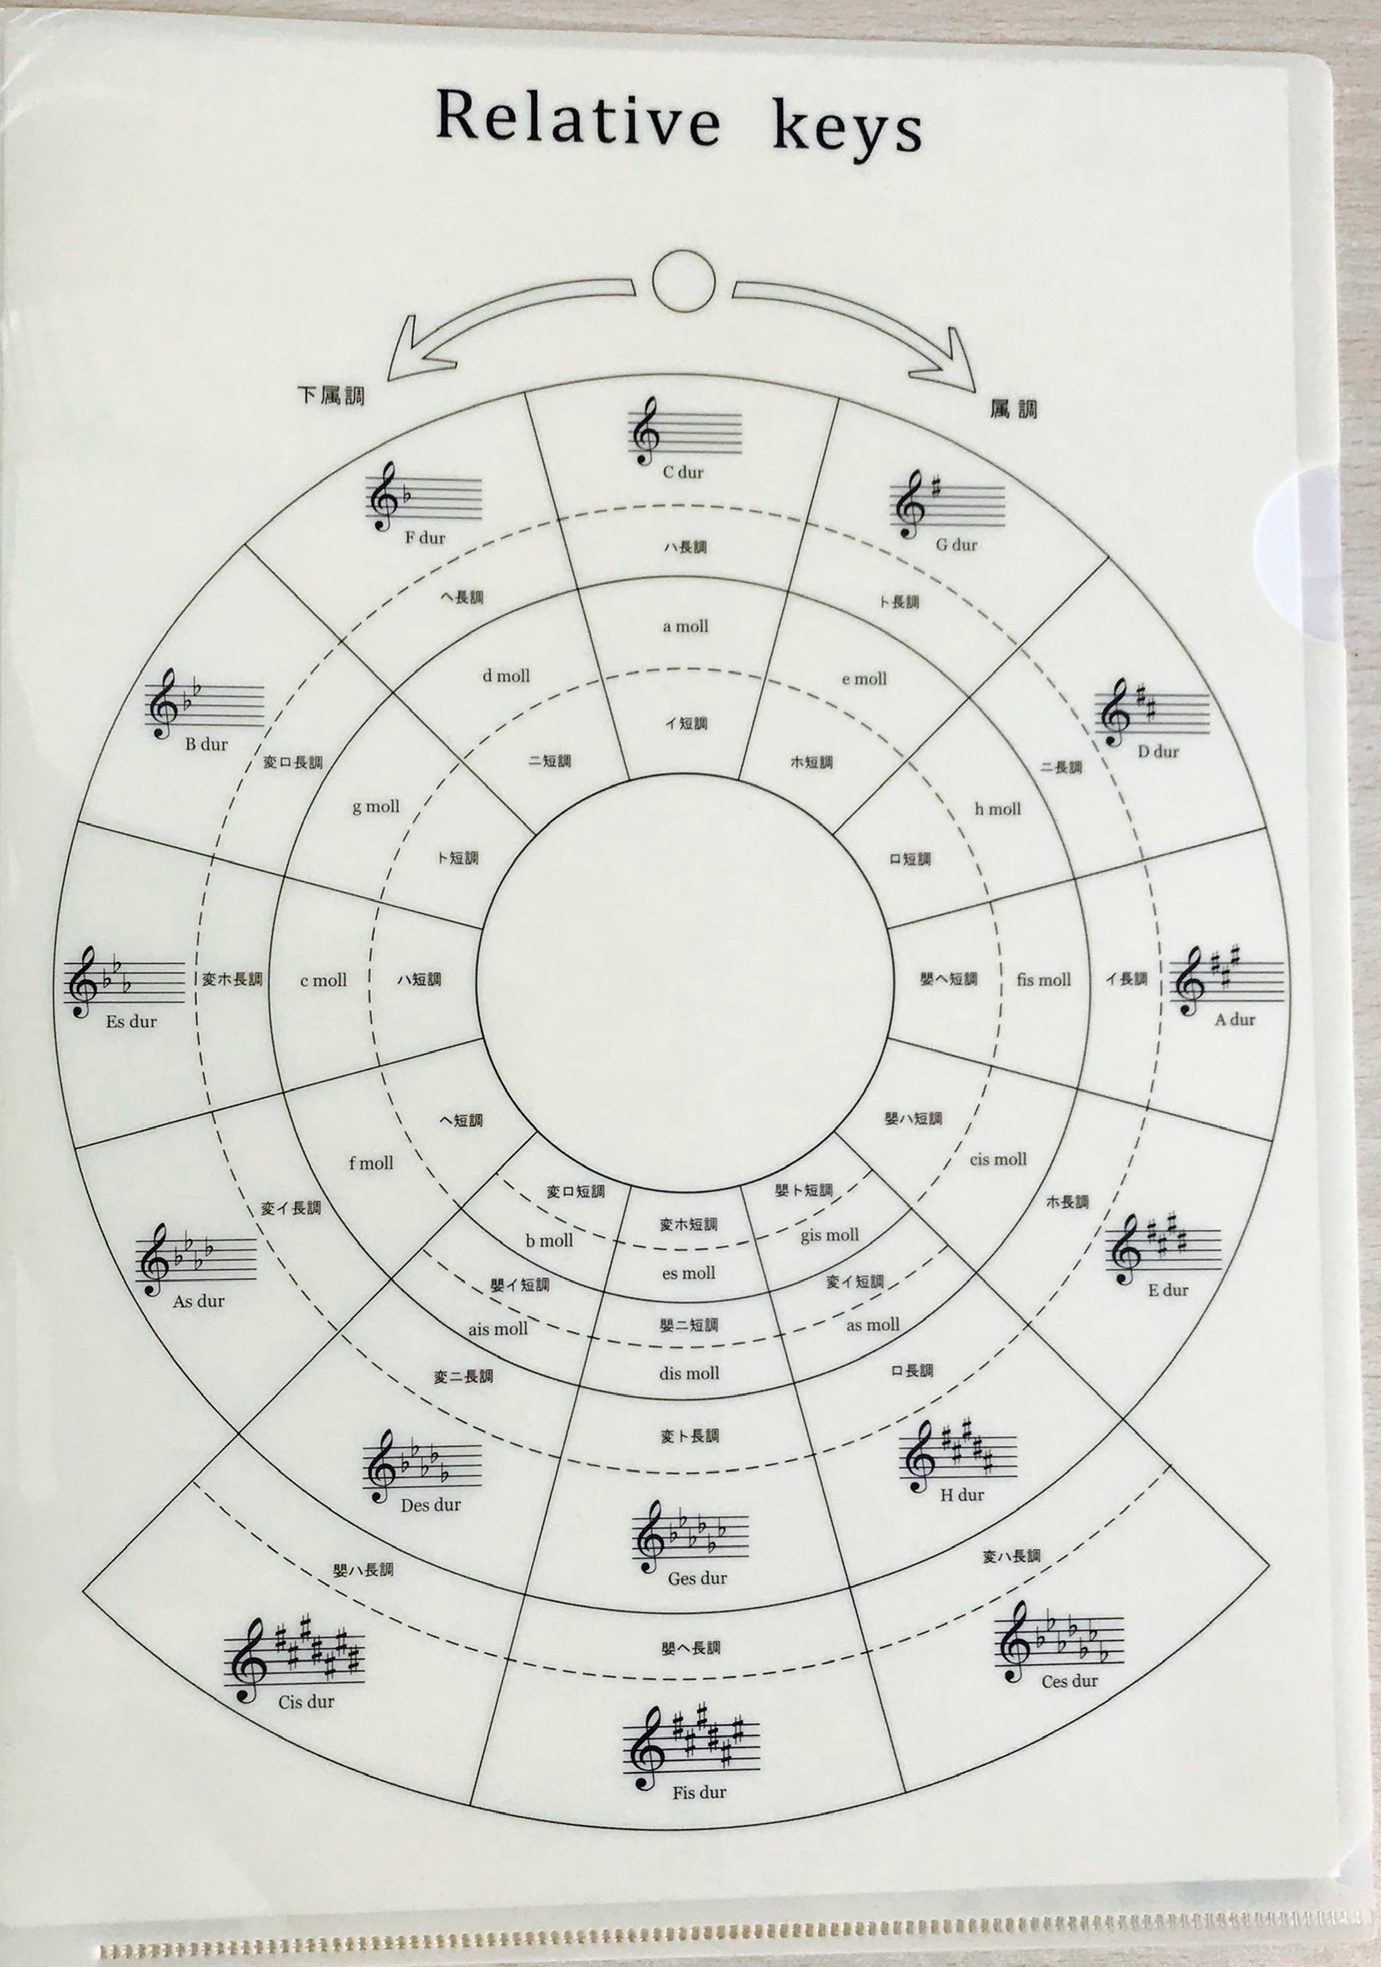 Relative keys
下属調
属調
C dur
ハ長調
a moll
イ短調
G dur
ト長調
e moll
ホ短調
D dur
ニ長調
h moll
ロ短調
A dur
イ長調
fis moll
嬰ヘ短調
E dur
ホ長調
cis moll
嬰ハ短調
H dur
ロ長調
変ハ長調
Ces dur
as moll
変イ短調
gis moll
嬰ト短調
Ges dur
変ト長調
嬰ヘ長調
Fis dur
dis moll
嬰ニ短調
es moll
変ホ短調
Des dur
変ニ長調
嬰ハ長調
Cis dur
ais moll
嬰イ短調
b moll
変ロ短調
As dur
変イ長調
f moll
ヘ短調
Es dur
変ホ長調
c moll
ハ短調
B dur
変ロ長調
g moll
ト短調
F dur
ヘ長調
d moll
ニ短調